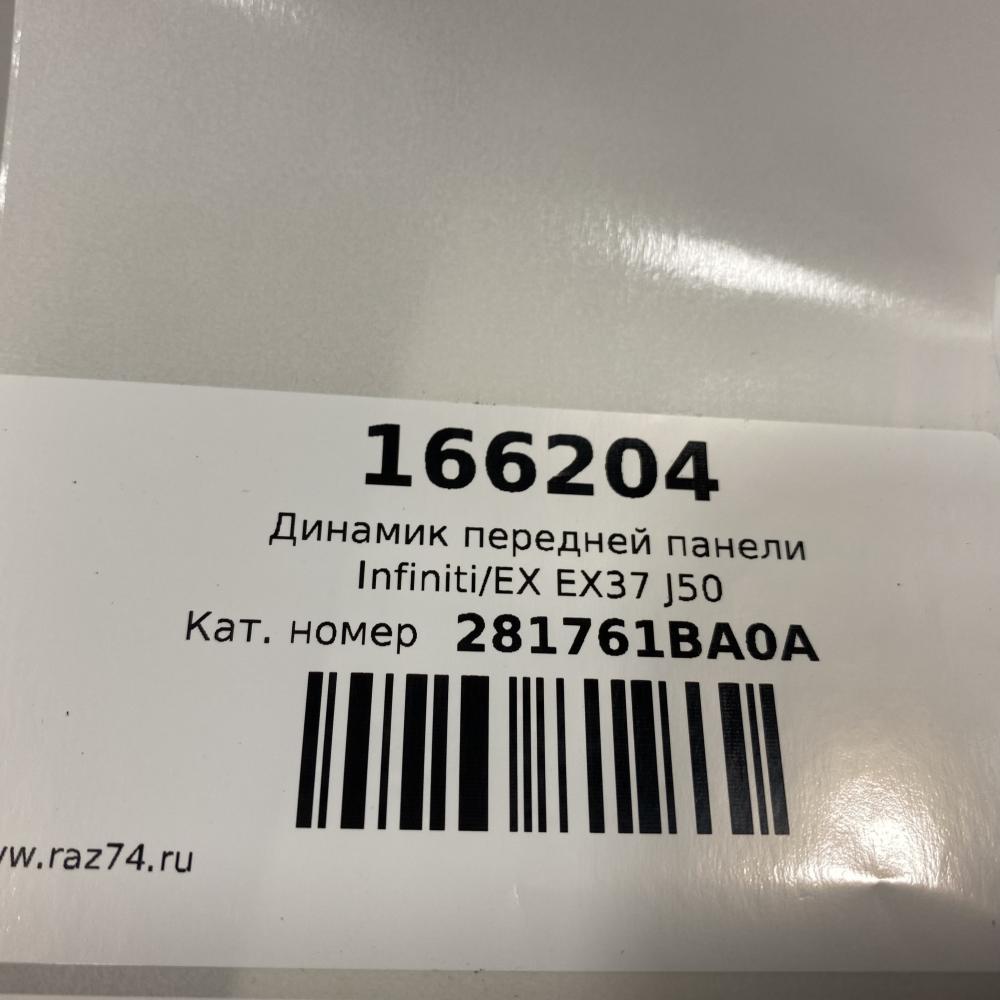 166204
Динамик передней панели
Infiniti/EX EX37 J50
Кат. номер 281761BA0A
w.raz74.ru